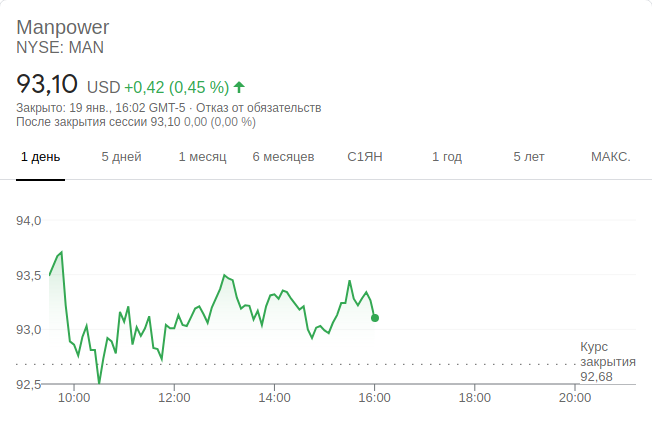 Manpower
NYSE: MAN
93,10 USD +0,42 (0,45 %)
Закрыто: 19 янв., 16:02 GMT-5 · Отказ от обязательств
После закрытия сессии 93,10 0,00 (0,00 %)
1 день 5 дней 1 месяц 6 месяцев С1ЯН 1 год 5 лет МАКС.
94,0
93,5
93,0
Курс
закрытия
92,68
92,5
10:00 12:00 14:00 16:00 18:00 20:00